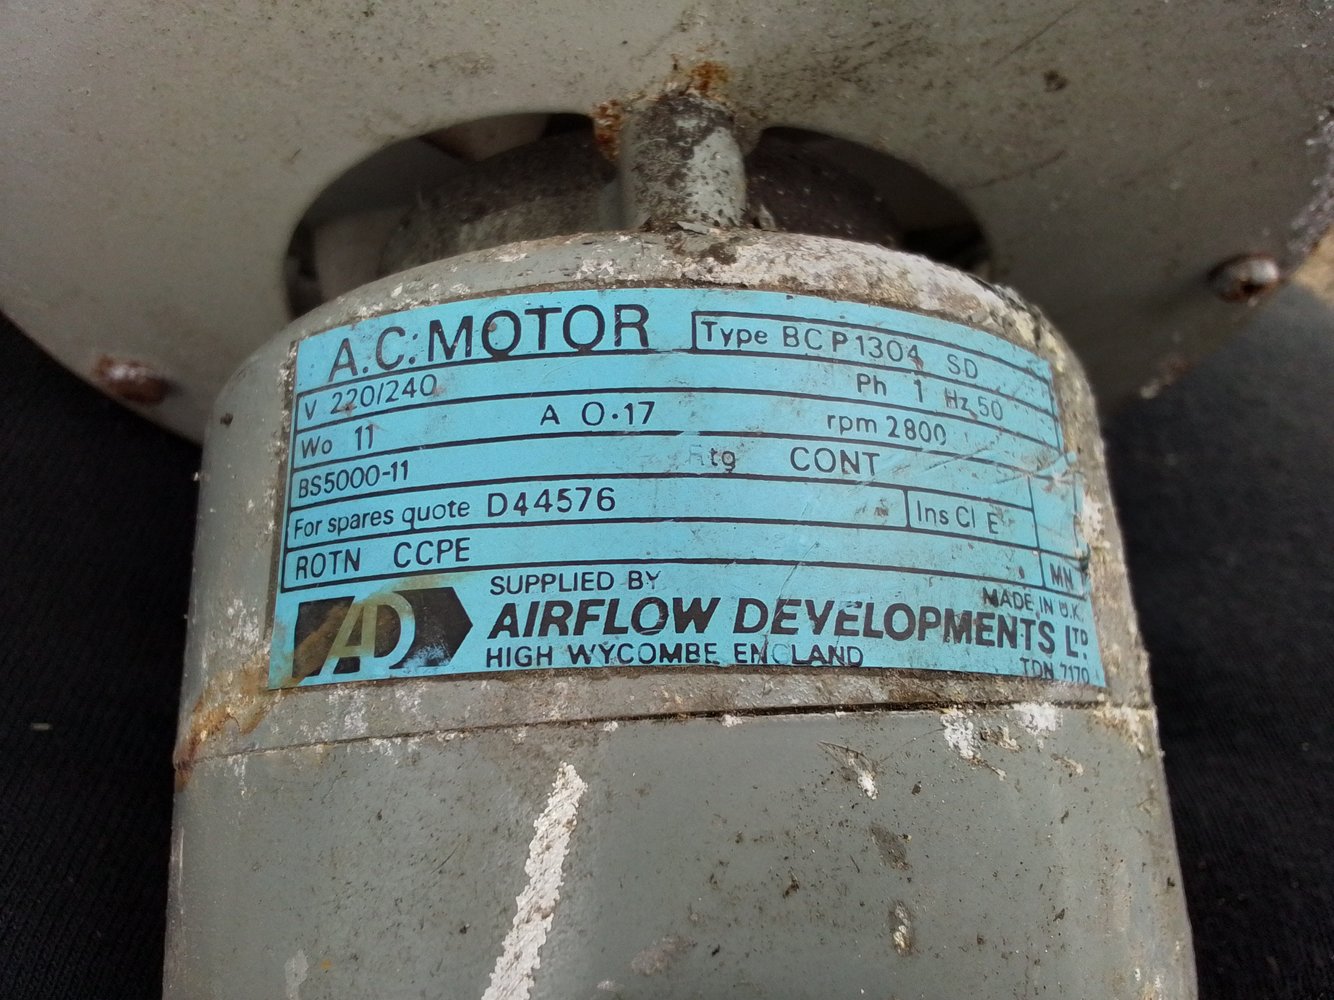 A.C. MOTOR
Type BCP1304 SD
V 220/240 Ph 1 Hz 50
Wo 11 A 0·17 rpm 2800
BS5000-11 Rtg CONT
For spares quote D44576 Ins Cl E
ROTN CCPE MN
AD SUPPLIED BY MADE IN U.K.
AIRFLOW DEVELOPMENTS LTD.
HIGH WYCOMBE ENGLAND TDN 7170